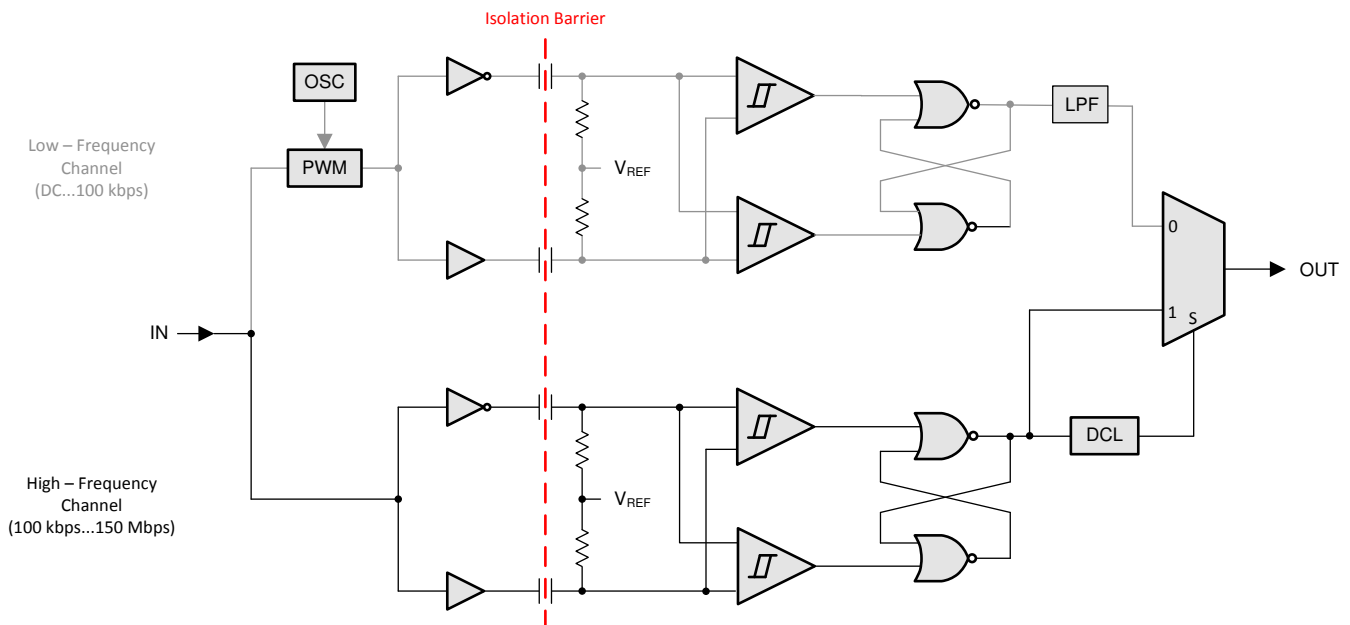 Isolation Barrier
OSC
Low – Frequency
Channel
(DC...100 kbps)
PWM
VREF
LPF
0
OUT
1
S
IN
High – Frequency
Channel
(100 kbps...150 Mbps)
VREF
DCL